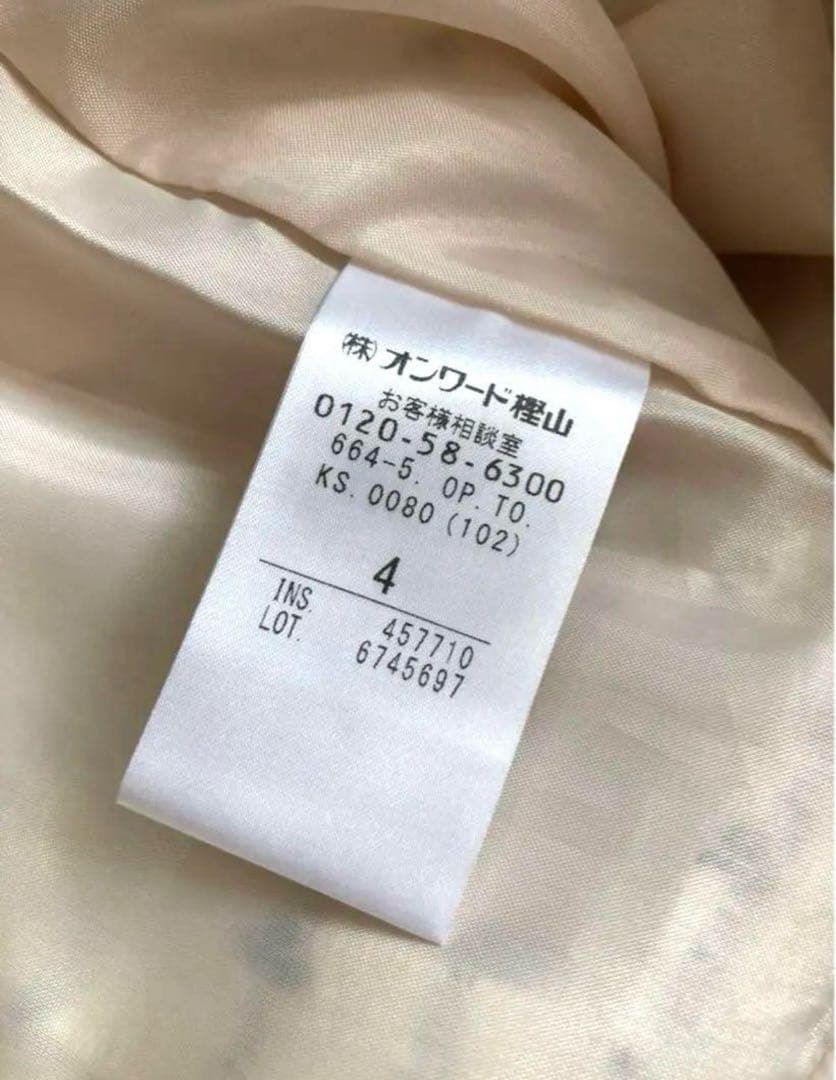 ㈱オンワード樫山
お客様相談室
0120-58-6300
664-5. OP. TO.
KS. 0080 (102)
4
INS. 457710
LOT. 6745697